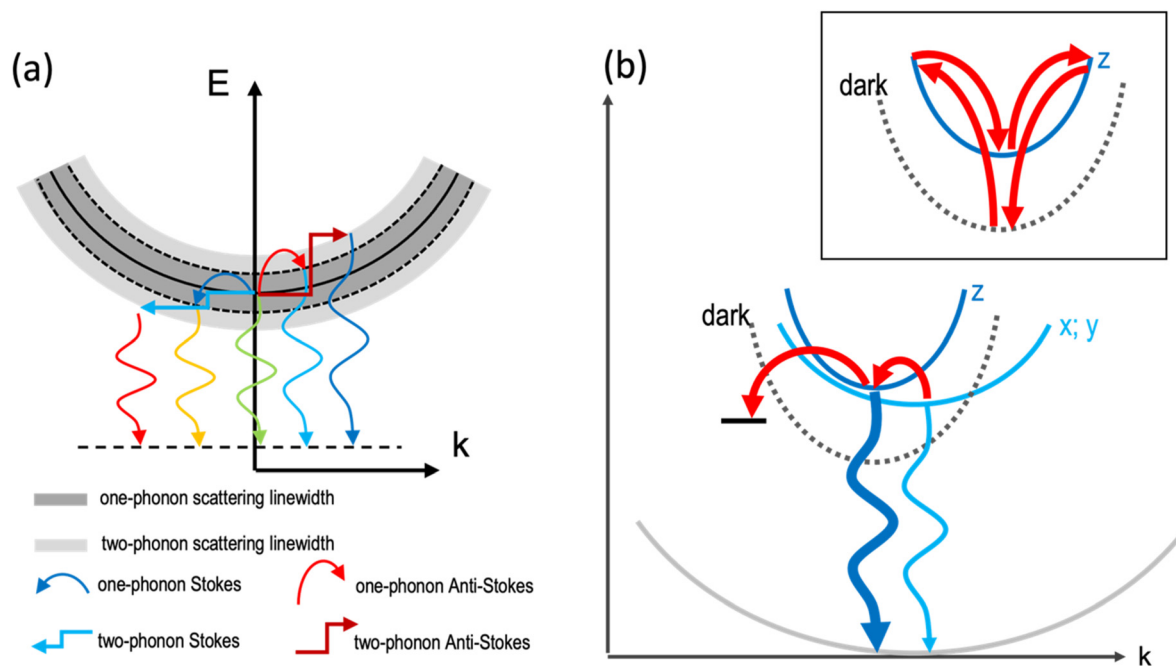 (a)
E
k
one-phonon scattering linewidth
two-phonon scattering linewidth
one-phonon Stokes
one-phonon Anti-Stokes
two-phonon Stokes
two-phonon Anti-Stokes
(b)
dark
z
dark
z
x; y
k